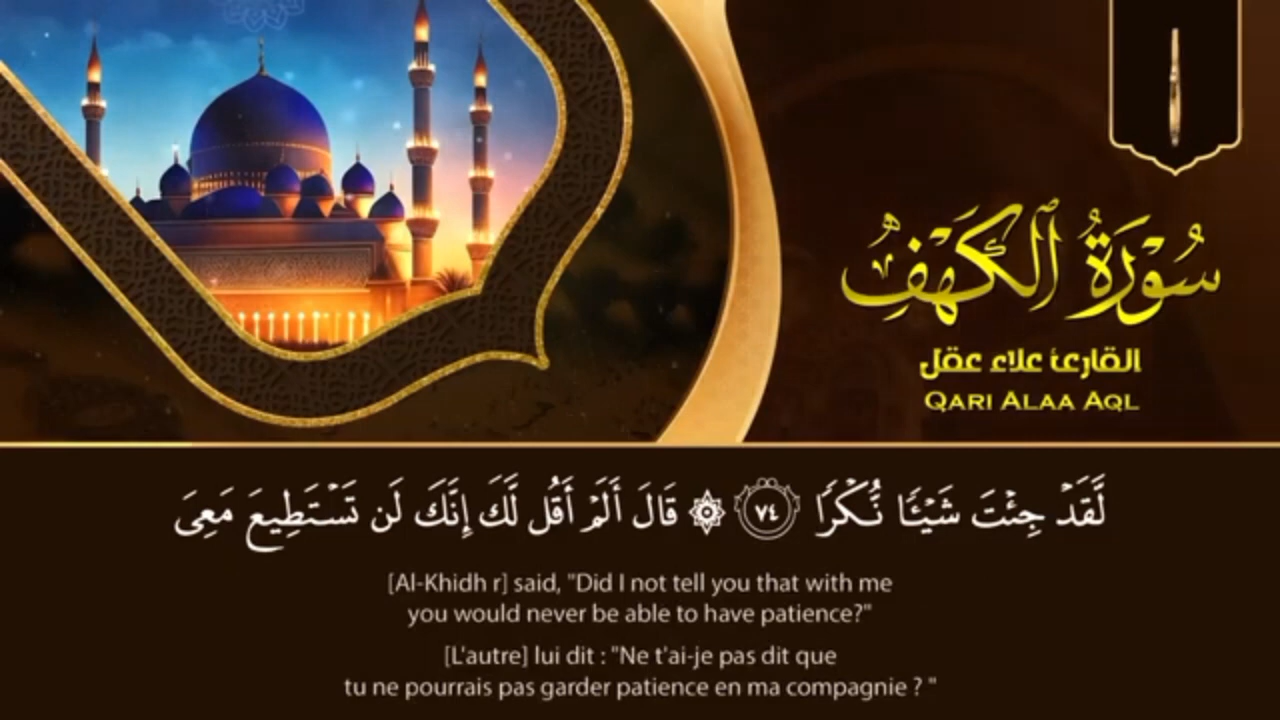 سُورَةُ ٱلْكَهْفِ
القارئ علاء عقل
QARI ALAA AQL
لَّقَدْ جِئْتَ شَيْـًٔا نُّكْرًا ٧٤ ۞ قَالَ أَلَمْ أَقُل لَّكَ إِنَّكَ لَن تَسْتَطِيعَ مَعِىَ
[Al-Khidh r] said, "Did I not tell you that with me
you would never be able to have patience?"
[L'autre] lui dit : "Ne t'ai-je pas dit que
tu ne pourrais pas garder patience en ma compagnie ? "